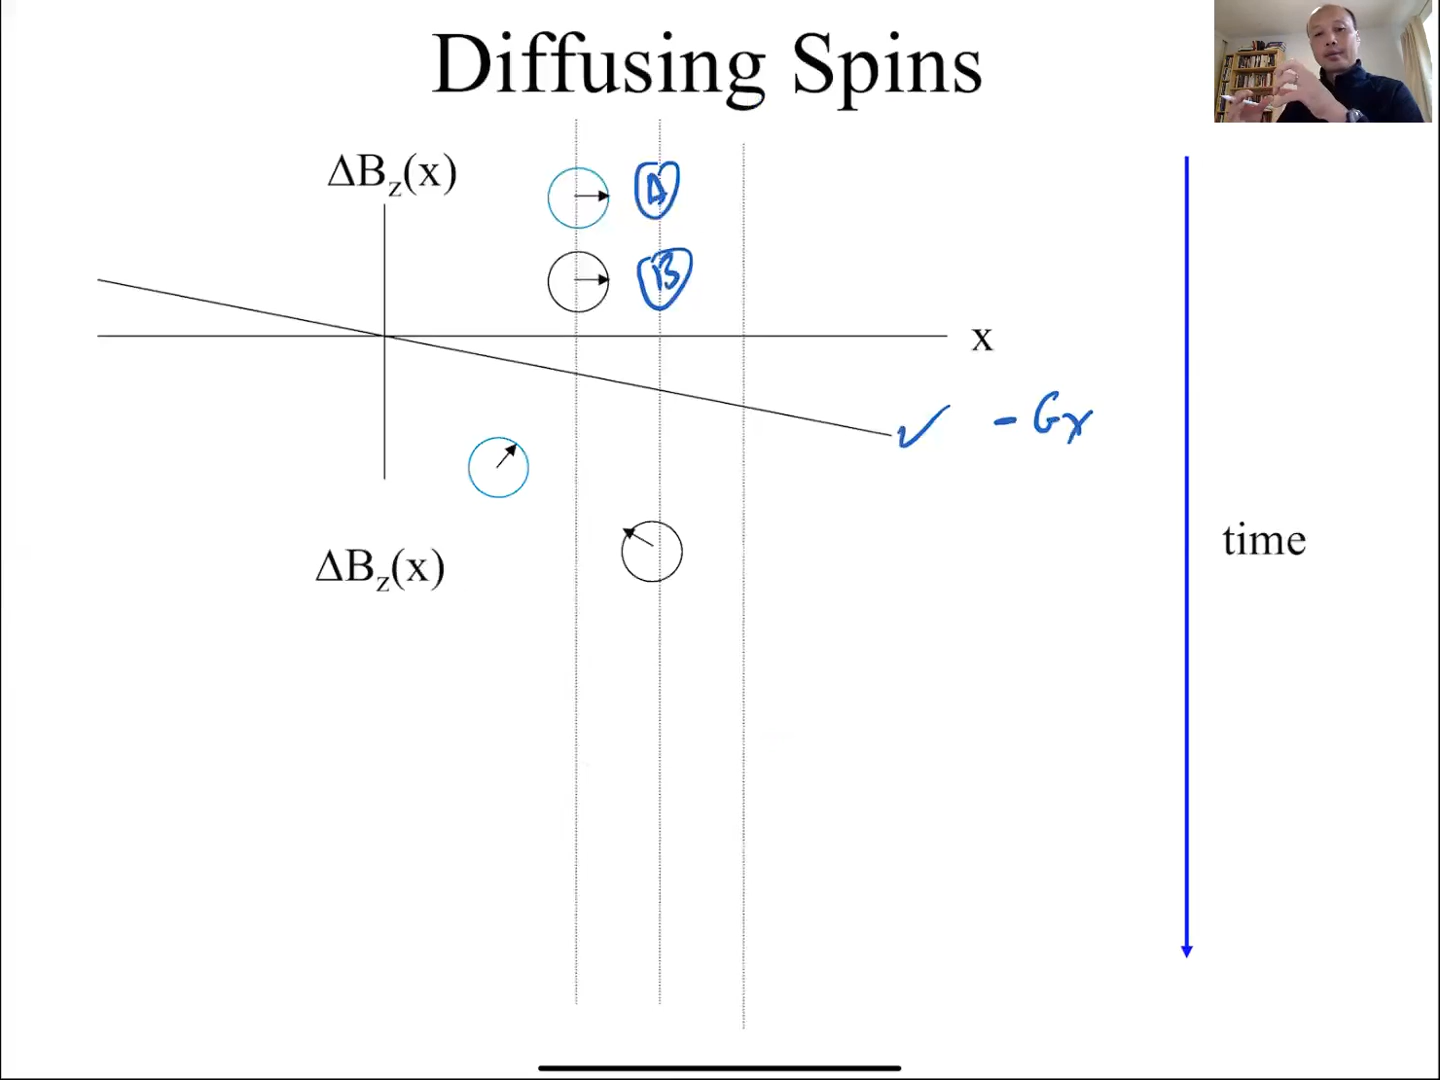 Diffusing Spins
ΔBz(x)
A
B
x
- Gx
time
ΔBz(x)